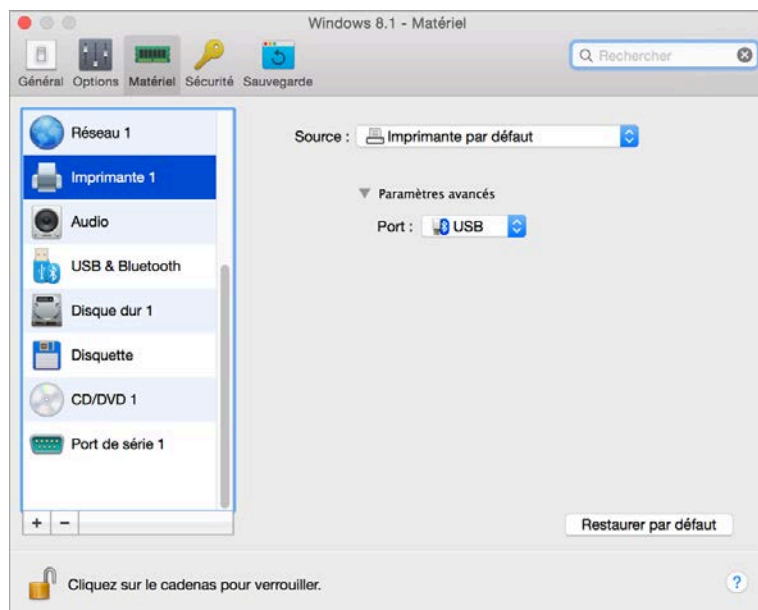 Windows 8.1 - Matériel
Général Options Matériel Sécurité Sauvegarde
Rechercher
Réseau 1
Imprimante 1
Audio
USB & Bluetooth
Disque dur 1
Disquette
CD/DVD 1
Port de série 1
Source : Imprimante par défaut
Paramètres avancés
Port : USB
+ −
Restaurer par défaut
Cliquez sur le cadenas pour verrouiller.
?